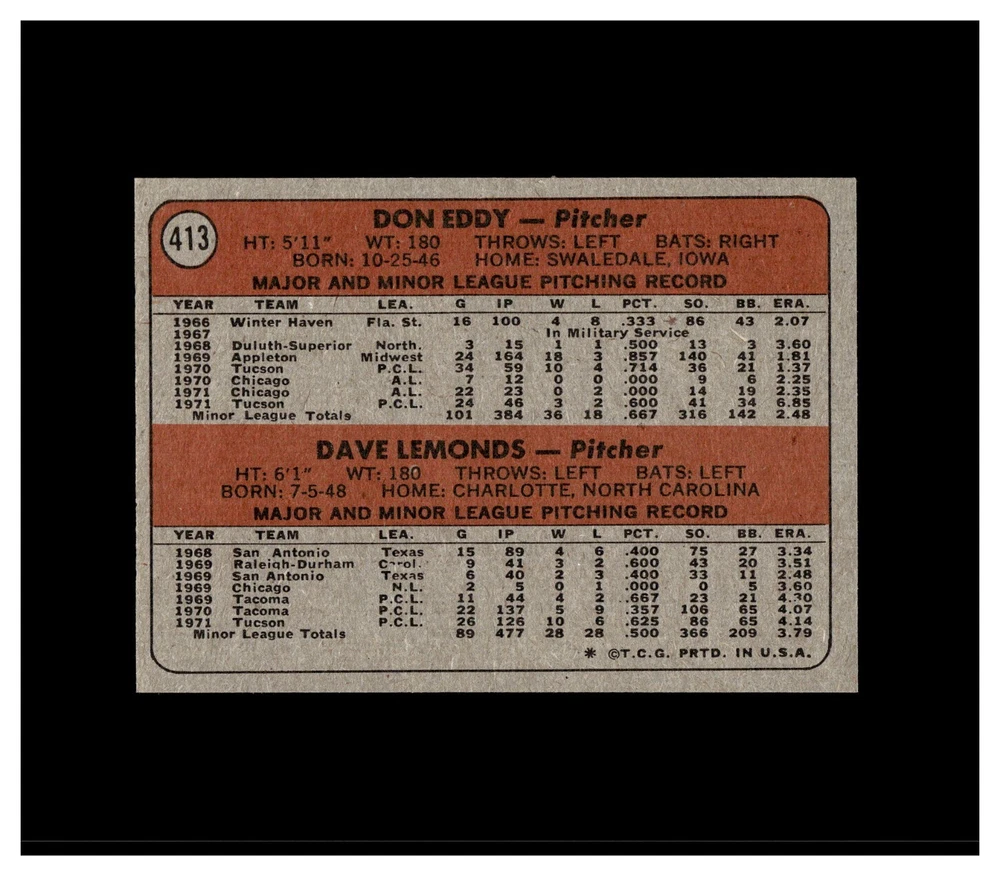 413
DON EDDY — Pitcher
HT: 5'11" WT: 180 THROWS: LEFT BATS: RIGHT
BORN: 10-25-46 HOME: SWALEDALE, IOWA
MAJOR AND MINOR LEAGUE PITCHING RECORD
YEAR TEAM LEA. G IP W L PCT. SO. BB. ERA.
1966 Winter Haven Fla. St. 16 100 4 8 .333 86 43 2.07
1967 In Military Service
1968 Duluth-Superior North. 3 15 1 1 .500 13 3 3.60
1969 Appleton Midwest 24 164 18 3 .857 140 41 1.81
1970 Tucson P.C.L. 34 59 10 4 .714 36 21 1.37
1970 Chicago A.L. 7 12 0 0 .000 9 6 2.25
1971 Chicago A.L. 22 23 0 2 .000 14 19 2.35
1971 Tucson P.C.L. 24 46 3 2 .600 41 34 6.85
Minor League Totals 101 384 36 18 .667 316 142 2.48
DAVE LEMONDS — Pitcher
HT: 6'1" WT: 180 THROWS: LEFT BATS: LEFT
BORN: 7-5-48 HOME: CHARLOTTE, NORTH CAROLINA
MAJOR AND MINOR LEAGUE PITCHING RECORD
YEAR TEAM LEA. G IP W L PCT. SO. BB. ERA.
1968 San Antonio Texas 15 89 4 6 .400 75 27 3.34
1969 Raleigh-Durham Carol. 9 41 3 2 .600 43 20 3.51
1969 San Antonio Texas 6 40 2 3 .400 33 11 2.48
1969 Chicago N.L. 2 5 0 1 .000 0 5 3.60
1969 Tacoma P.C.L. 11 44 4 2 .667 23 21 4.30
1970 Tacoma P.C.L. 22 137 5 9 .357 106 65 4.07
1971 Tucson P.C.L. 26 126 10 6 .625 86 65 4.14
Minor League Totals 89 477 28 28 .500 366 209 3.79
* ©T.C.G. PRTD. IN U.S.A.